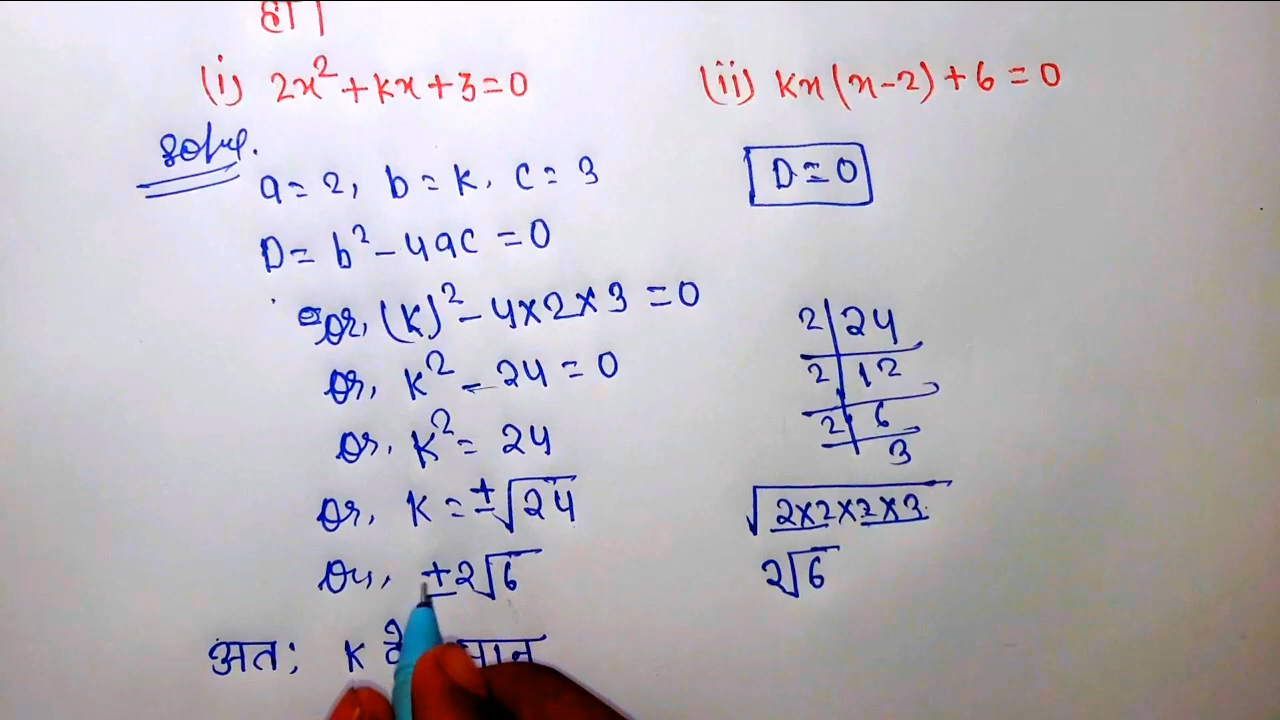 हो।
(i) 2x² + kx + 3 = 0
(ii) kx(x-2) + 6 = 0
Solve.
a = 2, b = k, c = 3
D = 0
D = b² - 4ac = 0
or, (k)² - 4×2×3 = 0
or, k² - 24 = 0
or, k² = 24
or, k = ±√24
or, ±2√6
अतः k
2 | 24
2 | 12
2 | 6
3
√2×2×2×3
2√6